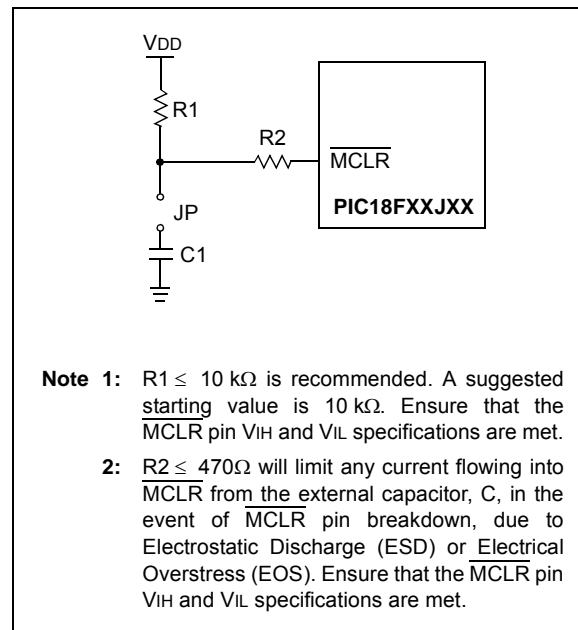 VDD
R1
R2
MCLR
PIC18FXXJXX
JP
C1
Note 1: R1 ≤ 10 kΩ is recommended. A suggested
starting value is 10 kΩ. Ensure that the
MCLR pin VIH and VIL specifications are met.
2: R2 ≤ 470Ω will limit any current flowing into
MCLR from the external capacitor, C, in the
event of MCLR pin breakdown, due to
Electrostatic Discharge (ESD) or Electrical
Overstress (EOS). Ensure that the MCLR pin
VIH and VIL specifications are met.